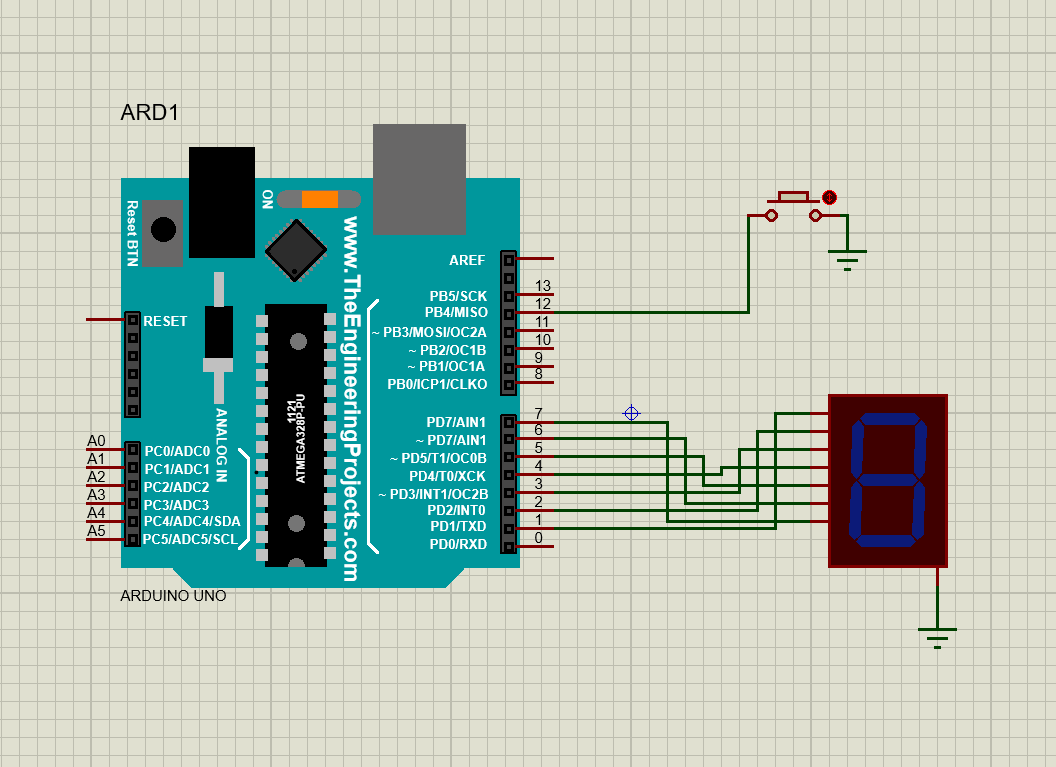 ARD1
Reset BTN
ON
www.TheEngineeringProjects.com
RESET
1121
ATMEGA328P-PU
ANALOG IN
AREF
PB5/SCK 13
PB4/MISO 12
~ PB3/MOSI/OC2A 11
~ PB2/OC1B 10
~ PB1/OC1A 9
PB0/ICP1/CLKO 8
PD7/AIN1 7
~ PD7/AIN1 6
~ PD5/T1/OC0B 5
PD4/T0/XCK 4
~ PD3/INT1/OC2B 3
PD2/INT0 2
PD1/TXD 1
PD0/RXD 0
A0 PC0/ADC0
A1 PC1/ADC1
A2 PC2/ADC2
A3 PC3/ADC3
A4 PC4/ADC4/SDA
A5 PC5/ADC5/SCL
ARDUINO UNO